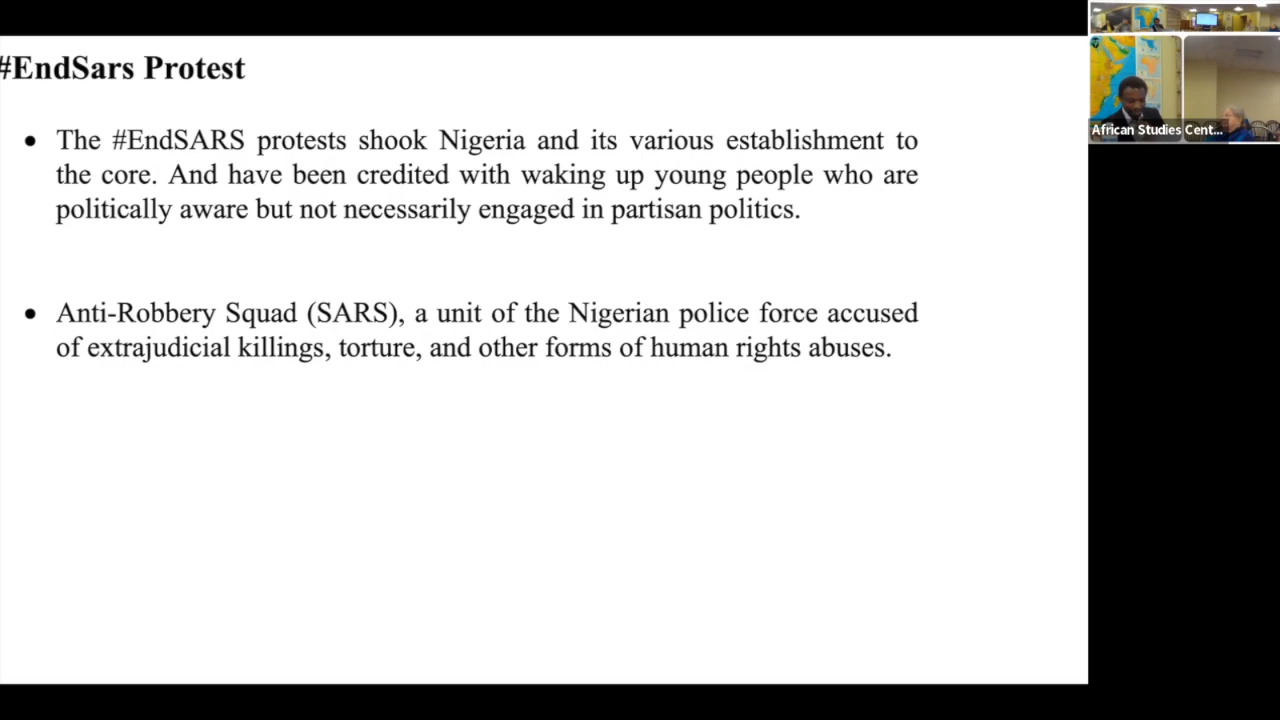 #EndSars Protest
• The #EndSARS protests shook Nigeria and its various establishment to
the core. And have been credited with waking up young people who are
politically aware but not necessarily engaged in partisan politics.
• Anti-Robbery Squad (SARS), a unit of the Nigerian police force accused
of extrajudicial killings, torture, and other forms of human rights abuses.
African Studies Cent...